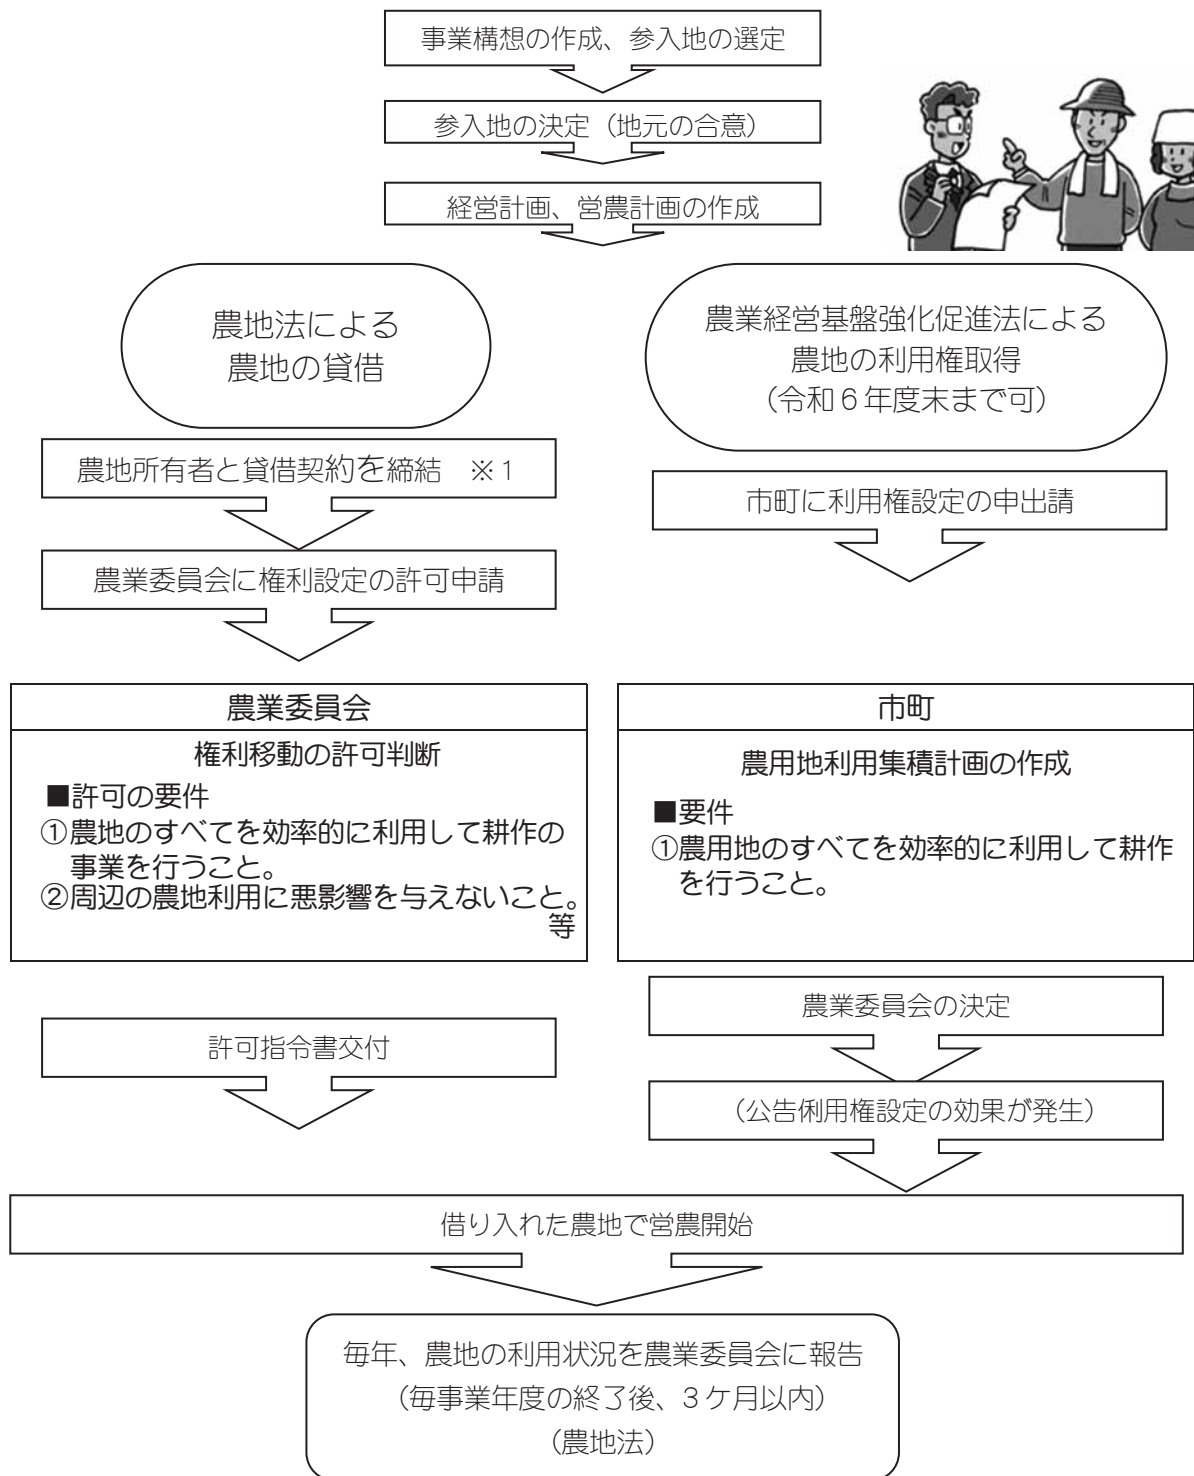 事業構想の作成、参入地の選定
参入地の決定（地元の合意）
経営計画、営農計画の作成
農地法による
農地の貸借
農地所有者と貸借契約を締結　※１
農業委員会に権利設定の許可申請
農業委員会
権利移動の許可判断
■許可の要件
①農地のすべてを効率的に利用して耕作の
事業を行うこと。
②周辺の農地利用に悪影響を与えないこと。
等
許可指令書交付
農業経営基盤強化促進法による
農地の利用権取得
（令和６年度末まで可）
市町に利用権設定の申出請
市町
農用地利用集積計画の作成
■要件
①農用地のすべてを効率的に利用して耕作
を行うこと。
農業委員会の決定
（公告利用権設定の効果が発生）
借り入れた農地で営農開始
毎年、農地の利用状況を農業委員会に報告
（毎事業年度の終了後、３ケ月以内）
（農地法）